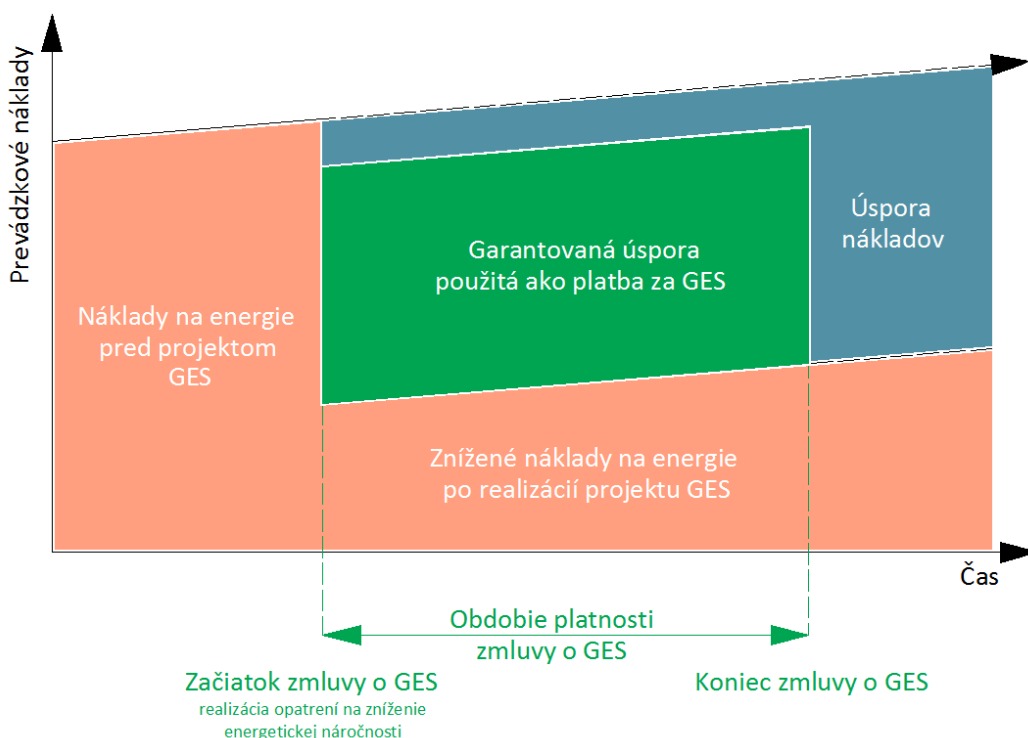 Prevádzkové náklady
Náklady na energie
pred projektom
GES
Garantovaná úspora
použitá ako platba za GES
Úspora
nákladov
Znížené náklady na energie
po realizácií projektu GES
Čas
Obdobie platnosti
zmluvy o GES
Začiatok zmluvy o GES
realizácia opatrení na zníženie
energetickej náročnosti
Koniec zmluvy o GES